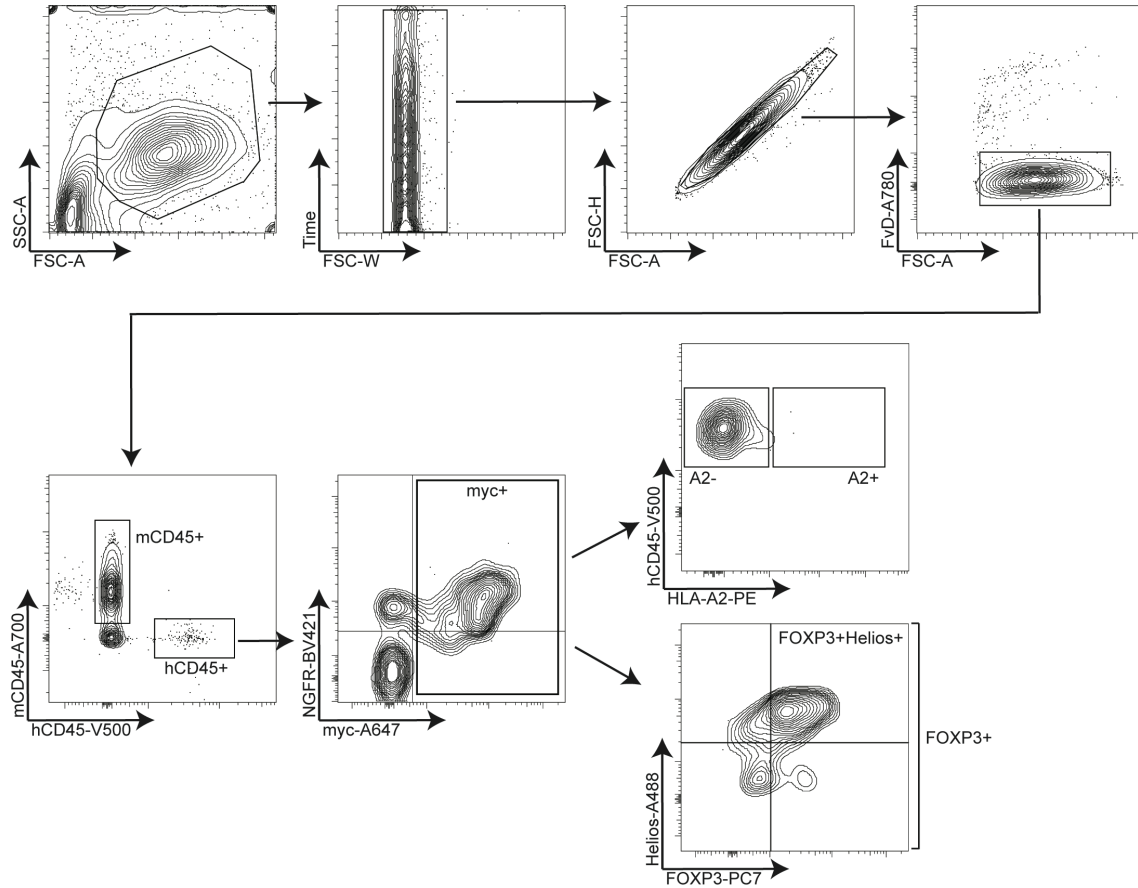 SSC-A
FSC-A
Time
FSC-W
FSC-H
FSC-A
FvD-A780
FSC-A
mCD45+
hCD45+
mCD45-A700
hCD45-V500
myc+
NGFR-BV421
myc-A647
A2-
A2+
hCD45-V500
HLA-A2-PE
FOXP3+Helios+
FOXP3+
Helios-A488
FOXP3-PC7